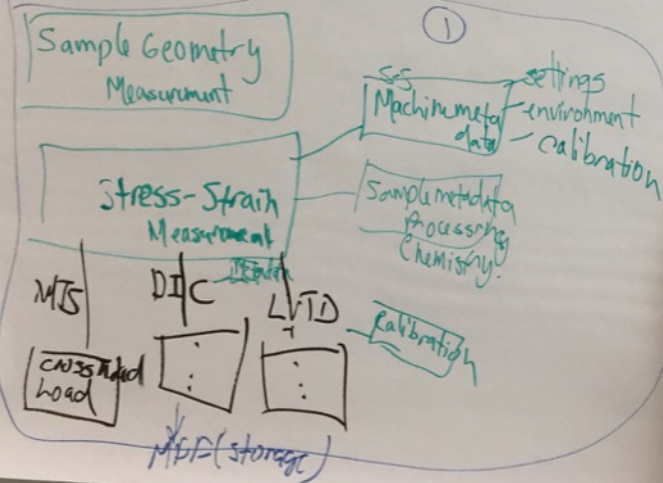 ①
Sample Geometry
Measurement
S-S
Machine meta
data
settings
environment
calibration
Stress-Strain
Measurement
Sample metadata
Processing
Chemistry.
MTS
DIC
LVTD
Calibration
Load
(storage)